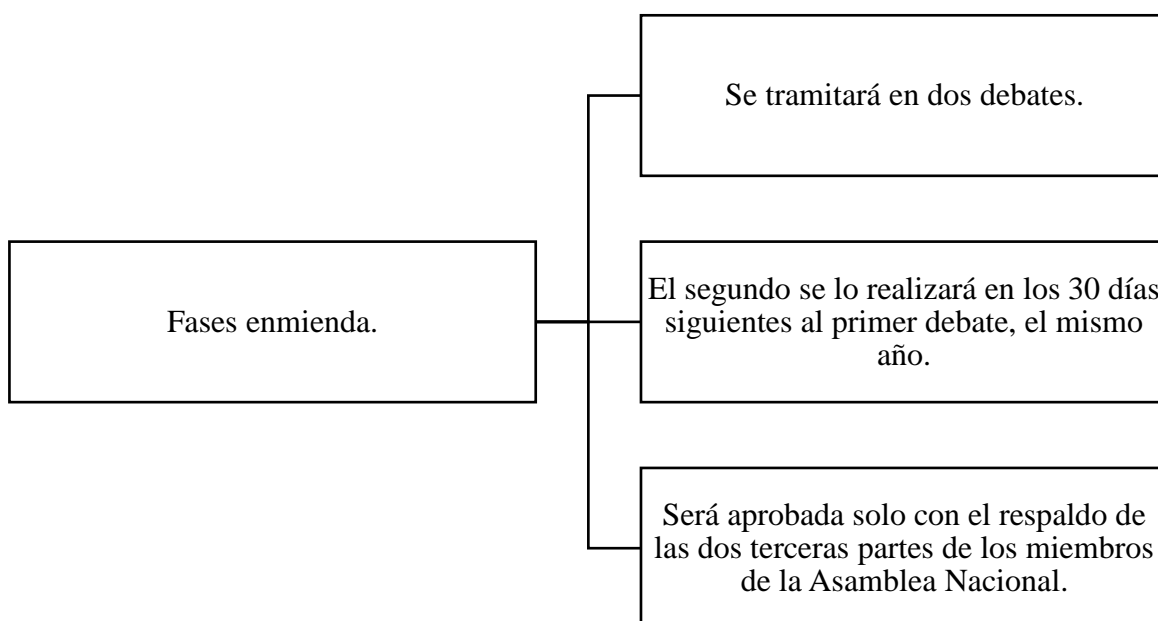 Se tramitará en dos debates.
Fases enmienda.
El segundo se lo realizará en los 30 días
siguientes al primer debate, el mismo
año.
Será aprobada solo con el respaldo de
las dos terceras partes de los miembros
de la Asamblea Nacional.